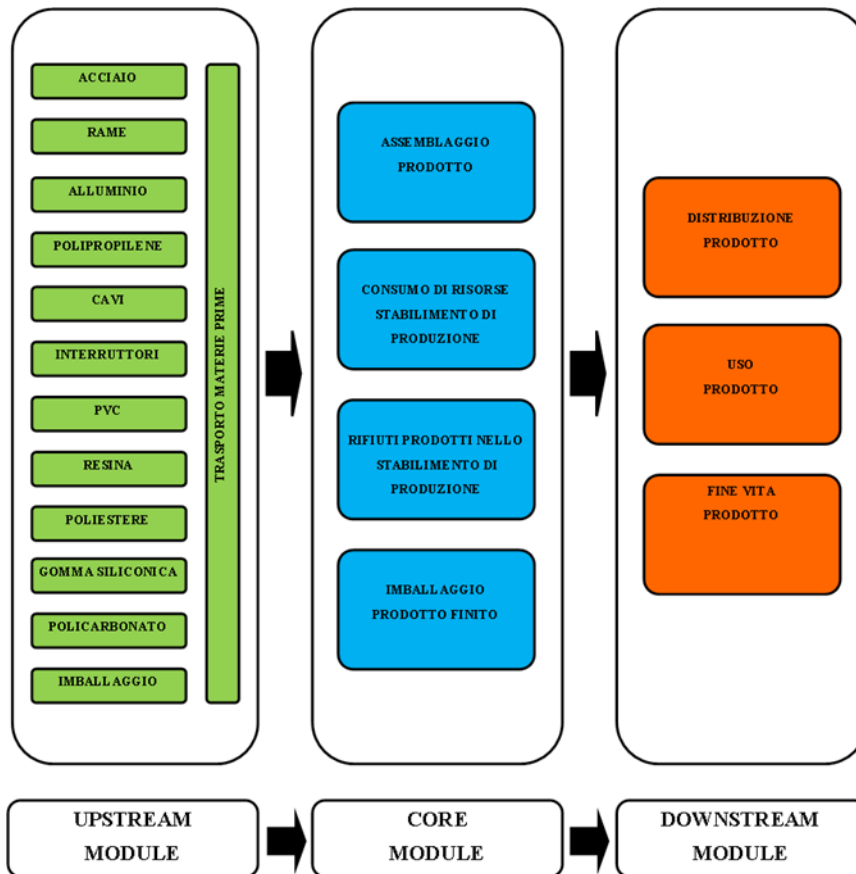 ACCIAIO
RAME
ALLUMINIO
POLIPROPILENE
CAVI
INTERRUTTORI
PVC
RESINA
POLIESTERE
GOMMA SILICONICA
POLICARBONATO
IMBALLAGGIO
TRASPORTO MATERIE PRIME
ASSEMBLAGGIO
PRODOTTO
CONSUMO DI RISORSE
STABILIMENTO DI
PRODUZIONE
RIFIUTI PRODOTTI NELLO
STABILIMENTO DI
PRODUZIONE
IMBALLAGGIO
PRODOTTO FINITO
DISTRIBUZIONE
PRODOTTO
USO
PRODOTTO
FINE VITA
PRODOTTO
UPSTREAM
MODULE
CORE
MODULE
DOWNSTREAM
MODULE